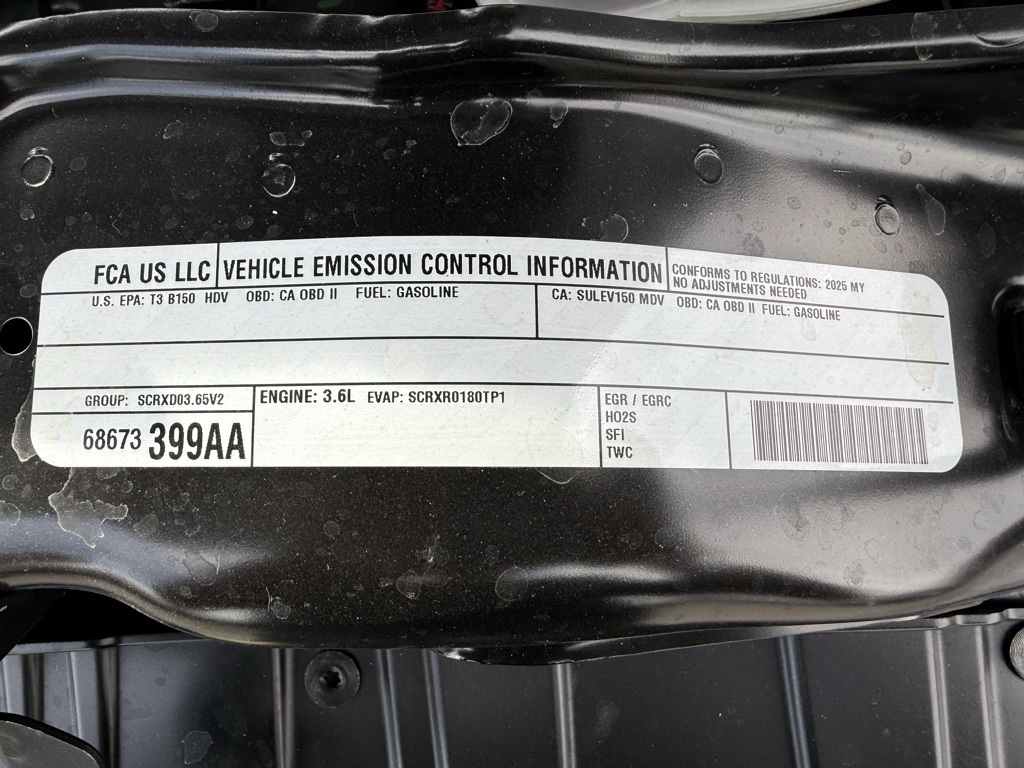 FCA US LLC
VEHICLE EMISSION CONTROL INFORMATION
CONFORMS TO REGULATIONS: 2025 MY
NO ADJUSTMENTS NEEDED
U.S. EPA: T3 B150 HDV OBD: CA OBD II FUEL: GASOLINE
CA: SULEV150 MDV OBD: CA OBD II FUEL: GASOLINE
GROUP: SCRXD03.65V2
68673 399AA
ENGINE: 3.6L EVAP: SCRXR0180TP1
EGR / EGRC
HO2S
SFI
TWC